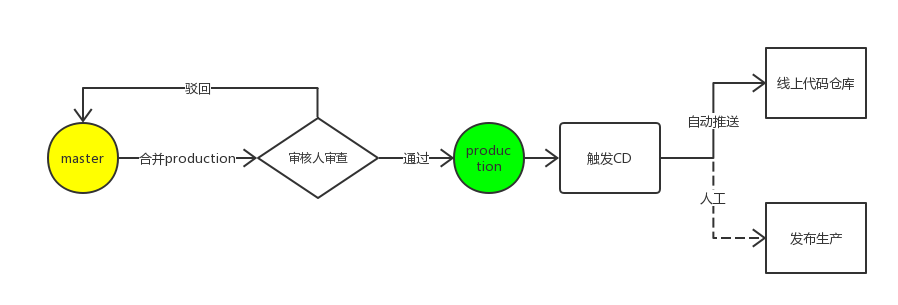 驳回
master
合并production
审核人审查
通过
produc
tion
触发CD
自动推送
线上代码仓库
人工
发布生产